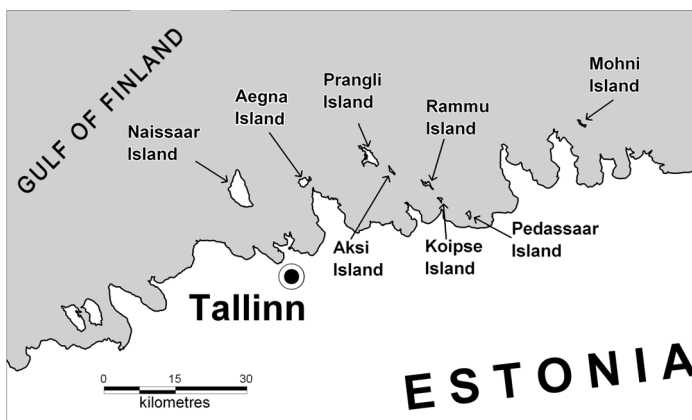 GULF OF FINLAND
Naissaar
Island
Aegna
Island
Prangli
Island
Rammu
Island
Mohni
Island
Aksi
Island
Koipse
Island
Pedassaar
Island
Tallinn
ESTONIA
0 15 30
kilometres